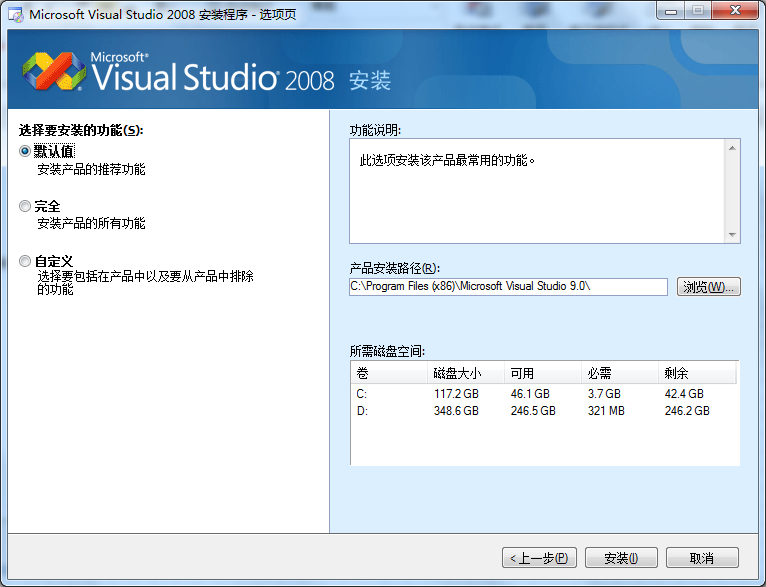 Microsoft Visual Studio 2008 安装程序 - 选项页
Microsoft®
Visual Studio® 2008 安装
选择要安装的功能(S):
默认值
安装产品的推荐功能
完全
安装产品的所有功能
自定义
选择要包括在产品中以及要从产品中排除
的功能
功能说明:
此选项安装该产品最常用的功能。
产品安装路径(R):
C:\Program Files (x86)\Microsoft Visual Studio 9.0\
浏览(W)...
所需磁盘空间:
卷 磁盘大小 可用 必需 剩余
C: 117.2 GB 46.1 GB 3.7 GB 42.4 GB
D: 348.6 GB 246.5 GB 321 MB 246.2 GB
< 上一步(P) 安装(I) 取消